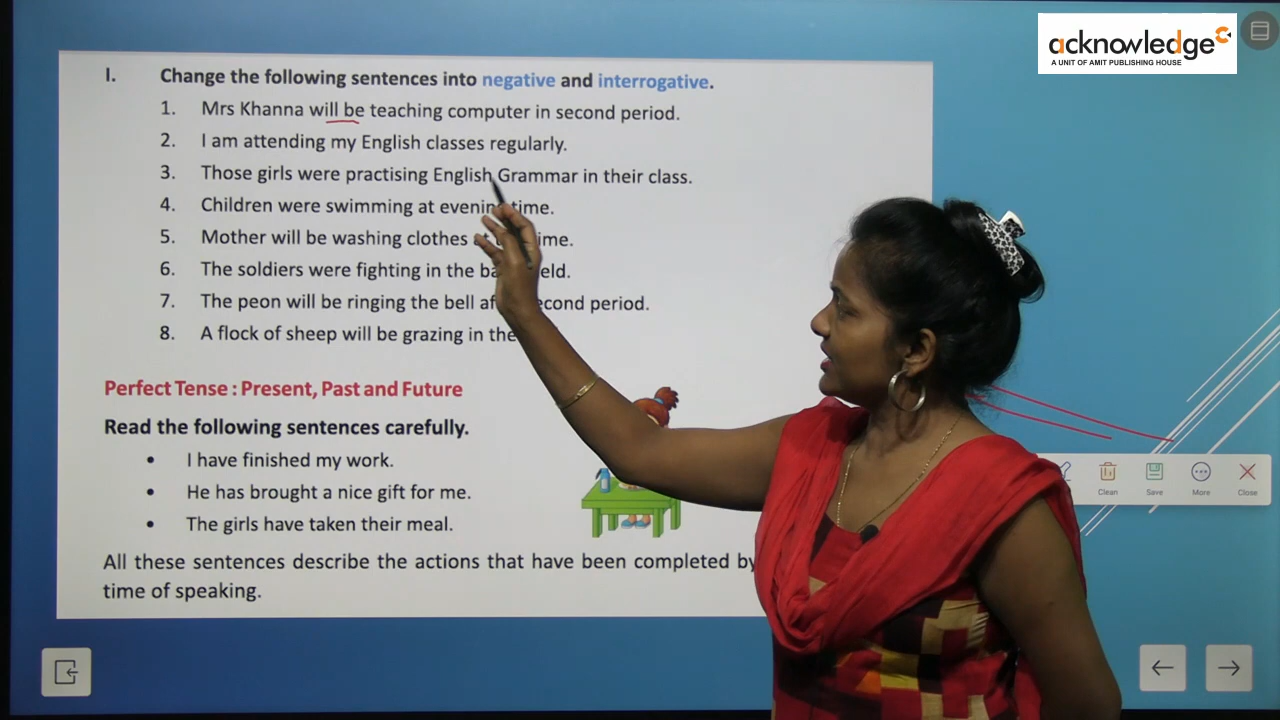 acknowledge
A UNIT OF AMIT PUBLISHING HOUSE
I. Change the following sentences into negative and interrogative.
1. Mrs Khanna will be teaching computer in second period.
2. I am attending my English classes regularly.
3. Those girls were practising English Grammar in their class.
4. Children were swimming at evening time.
5. Mother will be washing clothes
6. The soldiers were fighting in the
7. The peon will be ringing the bell second period.
8. A flock of sheep will be grazing in the
Perfect Tense : Present, Past and Future
Read the following sentences carefully.
• I have finished my work.
• He has brought a nice gift for me.
• The girls have taken their meal.
All these sentences describe the actions that have been completed by
time of speaking.
Clean Save More Close